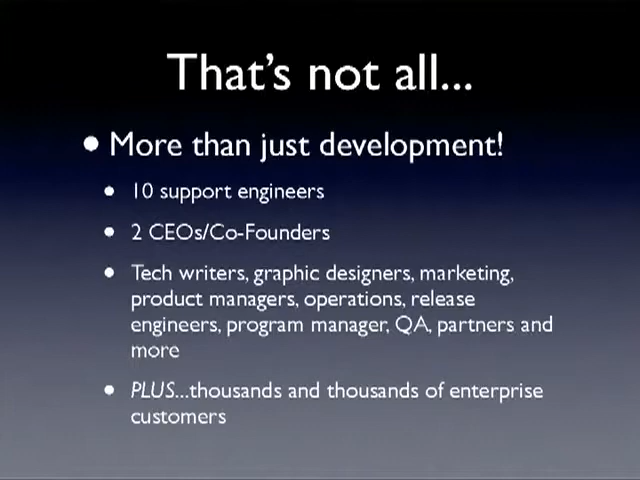 That's not all...
• More than just development!
• 10 support engineers
• 2 CEOs/Co-Founders
• Tech writers, graphic designers, marketing,
product managers, operations, release
engineers, program manager, QA, partners and
more
• PLUS...thousands and thousands of enterprise
customers